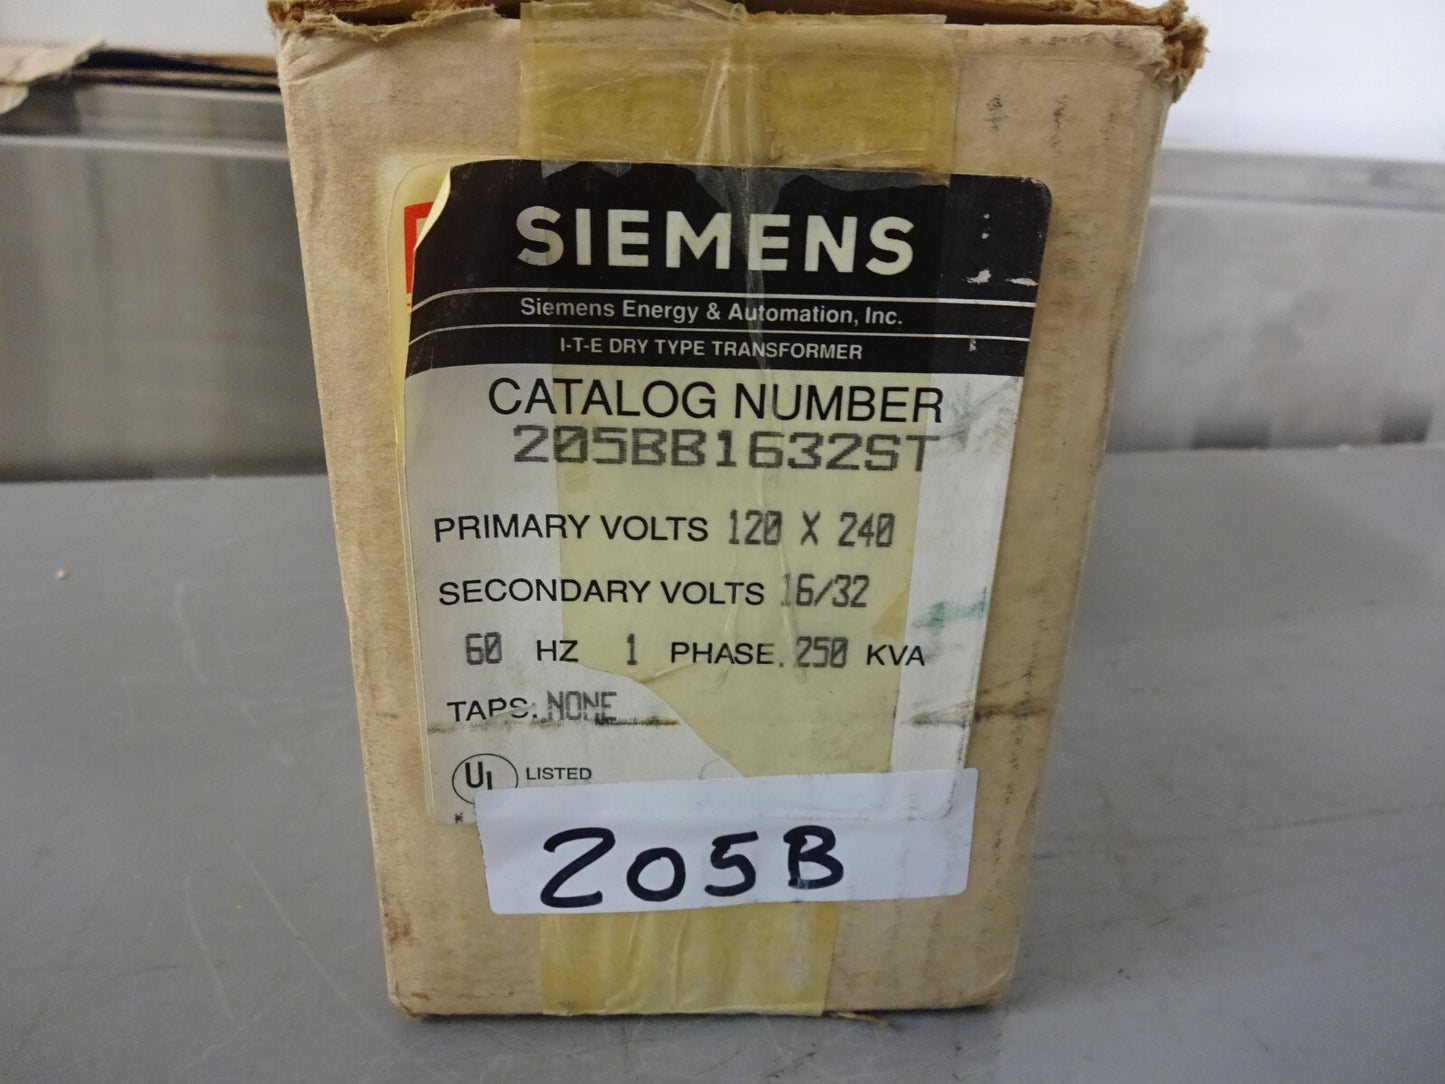 SIEMENS
Siemens Energy & Automation, Inc.
I-T-E DRY TYPE TRANSFORMER
CATALOG NUMBER
205BB1632ST
PRIMARY VOLTS 120 X 240
SECONDARY VOLTS 16/32
60 HZ 1 PHASE .250 KVA
TAPS. NONE
UL LISTED
205B